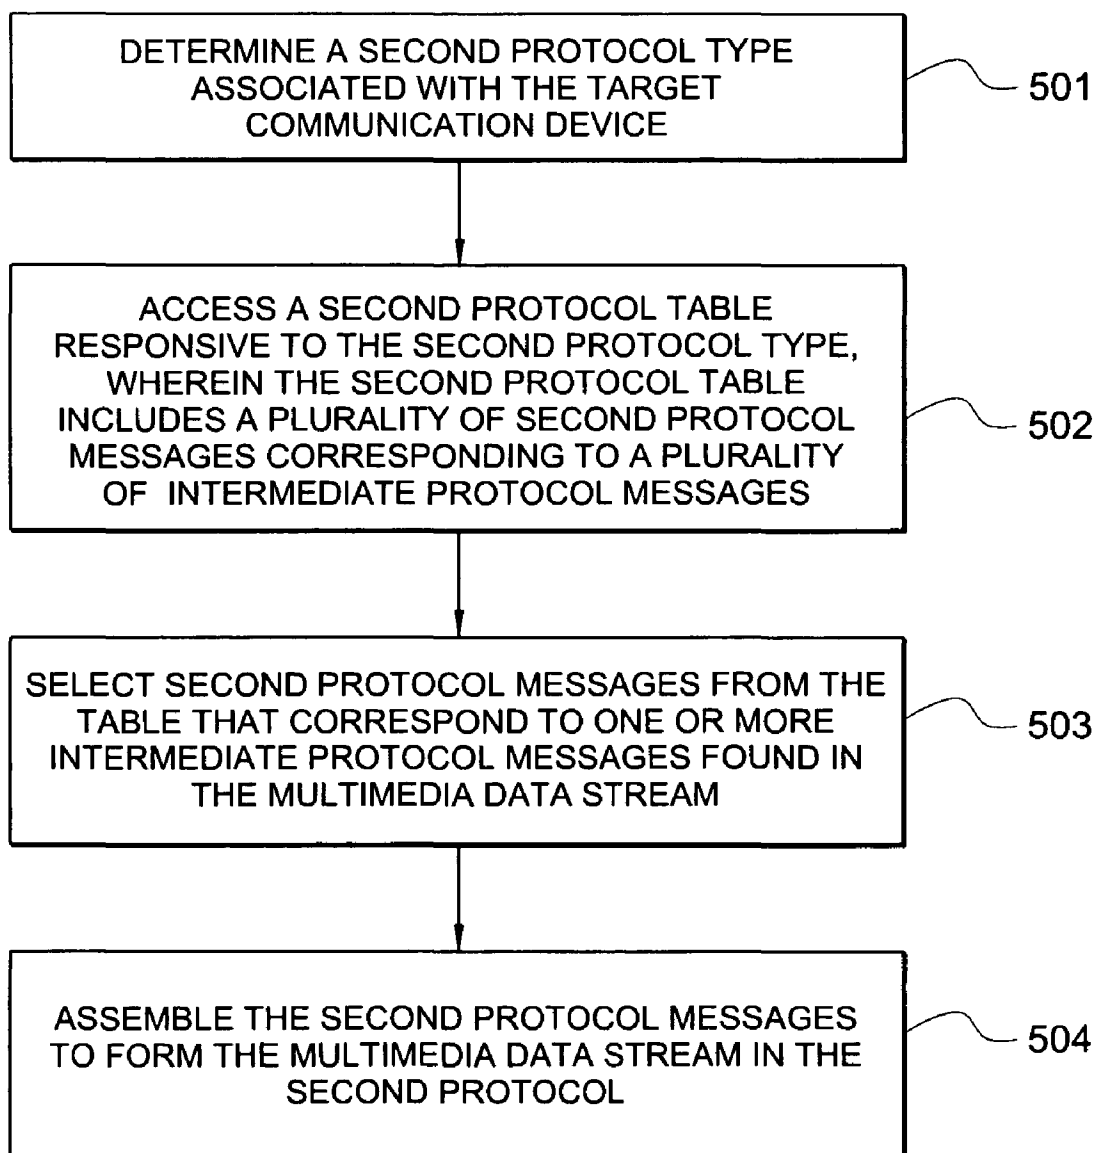 DETERMINE A SECOND PROTOCOL TYPE
ASSOCIATED WITH THE TARGET
COMMUNICATION DEVICE
501
ACCESS A SECOND PROTOCOL TABLE
RESPONSIVE TO THE SECOND PROTOCOL TYPE,
WHEREIN THE SECOND PROTOCOL TABLE
INCLUDES A PLURALITY OF SECOND PROTOCOL
MESSAGES CORRESPONDING TO A PLURALITY
OF INTERMEDIATE PROTOCOL MESSAGES
502
SELECT SECOND PROTOCOL MESSAGES FROM THE
TABLE THAT CORRESPOND TO ONE OR MORE
INTERMEDIATE PROTOCOL MESSAGES FOUND IN
THE MULTIMEDIA DATA STREAM
503
ASSEMBLE THE SECOND PROTOCOL MESSAGES
TO FORM THE MULTIMEDIA DATA STREAM IN THE
SECOND PROTOCOL
504